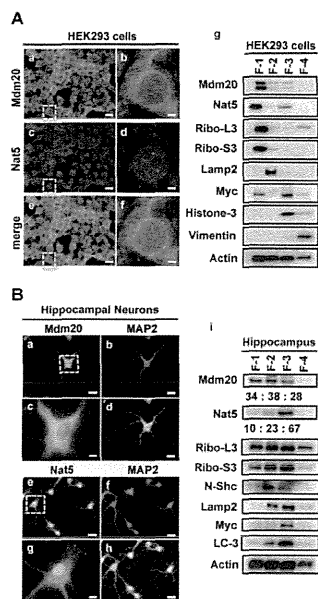 A
HEK293 cells
a
b
Mdm20
c
d
Nat5
e
f
merge
g
HEK293 cells
F-1 F-2 F-3 F-4
Mdm20
Nat5
Ribo-L3
Ribo-S3
Lamp2
Myc
Histone-3
Vimentin
Actin
B
Hippocampal Neurons
Mdm20 MAP2
a
b
c
d
Nat5 MAP2
e
f
g
h
i
Hippocampus
F-1 F-2 F-3 F-4
Mdm20
34 : 38 : 28
Nat5
10 : 23 : 67
Ribo-L3
Ribo-S3
N-Shc
Lamp2
Myc
LC-3
Actin